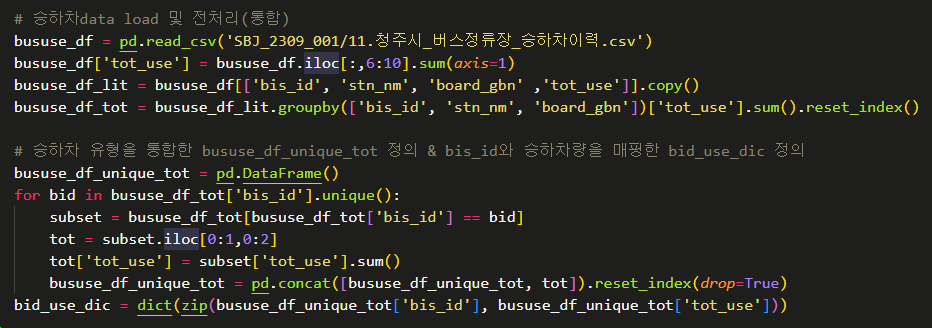 # 승하차data load 및 전처리(통합)
bususe_df = pd.read_csv('SBJ_2309_001/11.청주시_버스정류장_승하차이력.csv')
bususe_df['tot_use'] = bususe_df.iloc[:,6:10].sum(axis=1)
bususe_df_lit = bususe_df[['bis_id', 'stn_nm', 'board_gbn' ,'tot_use']].copy()
bususe_df_tot = bususe_df_lit.groupby(['bis_id', 'stn_nm', 'board_gbn'])['tot_use'].sum().reset_index()
# 승하차 유형을 통합한 bususe_df_unique_tot 정의 & bis_id와 승하차량을 매핑한 bid_use_dic 정의
bususe_df_unique_tot = pd.DataFrame()
for bid in bususe_df_tot['bis_id'].unique():
    subset = bususe_df_tot[bususe_df_tot['bis_id'] == bid]
    tot = subset.iloc[0:1,0:2]
    tot['tot_use'] = subset['tot_use'].sum()
    bususe_df_unique_tot = pd.concat([bususe_df_unique_tot, tot]).reset_index(drop=True)
bid_use_dic = dict(zip(bususe_df_unique_tot['bis_id'], bususe_df_unique_tot['tot_use']))